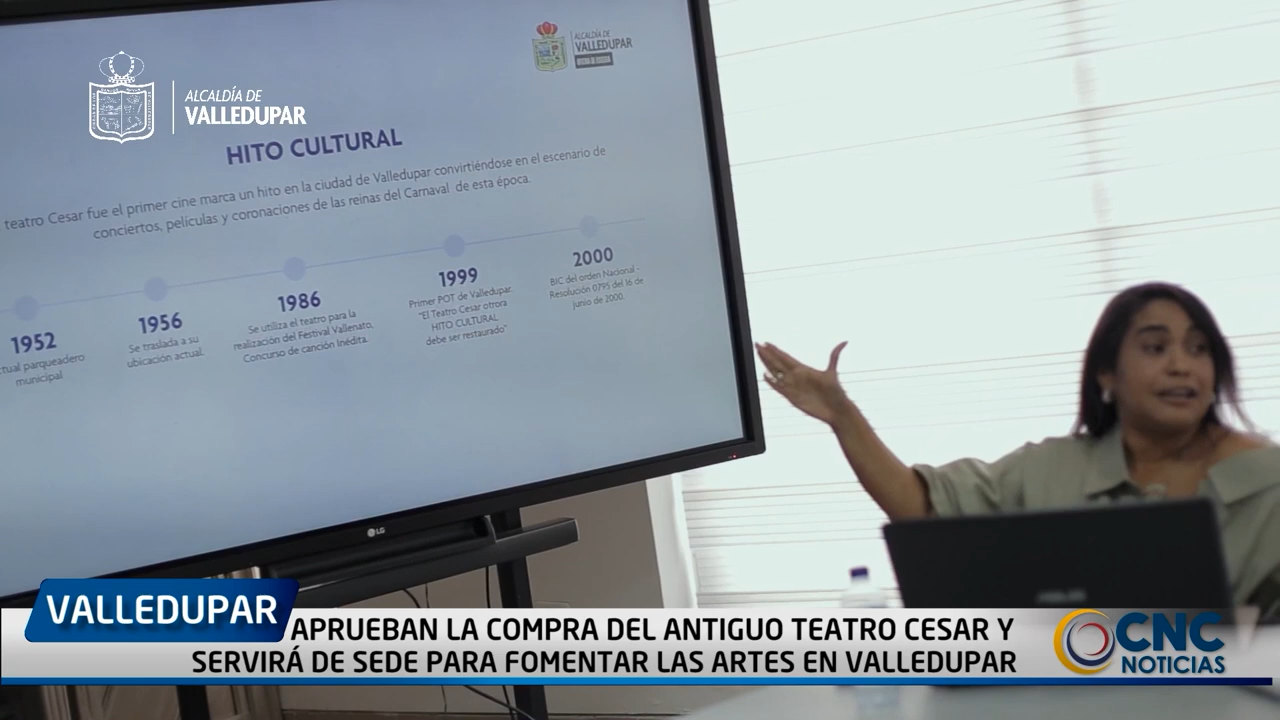 ALCALDÍA DE
VALLEDUPAR
ALCALDÍA DE
VALLEDUPAR
HITO CULTURAL
teatro Cesar fue el primer cine marca un hito en la ciudad de Valledupar convirtiéndose en el escenario de
conciertos, películas y coronaciones de las reinas del Carnaval de esta época.
1952
ctual parqueadero
municipal
1956
Se traslada a su
ubicación actual.
1986
Se utiliza el teatro para la
realización del Festival Vallenato,
Concurso de canción Inédita.
1999
Primer POT de Valledupar.
"El Teatro Cesar otrora
HITO CULTURAL
debe ser restaurado"
2000
BIC del orden Nacional -
Resolución 0795 del 16 de
junio de 2000.
LG
VALLEDUPAR
APRUEBAN LA COMPRA DEL ANTIGUO TEATRO CESAR Y
SERVIRÁ DE SEDE PARA FOMENTAR LAS ARTES EN VALLEDUPAR
CNC
NOTICIAS